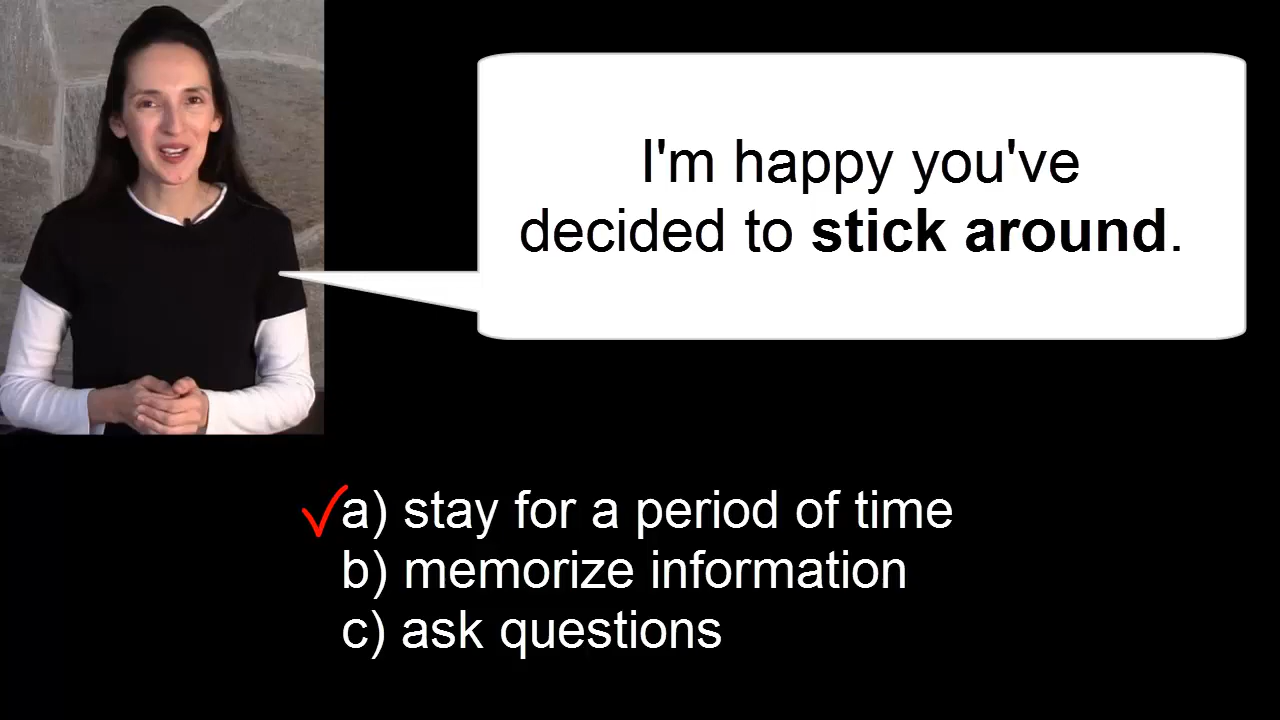 I'm happy you've
decided to stick around.
a) stay for a period of time
b) memorize information
c) ask questions